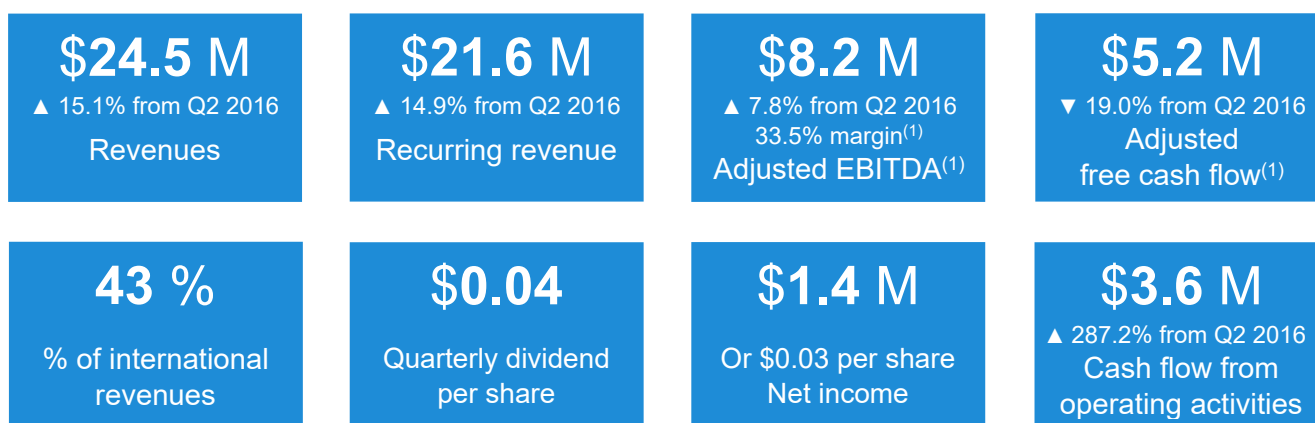 $24.5 M
▲ 15.1% from Q2 2016
Revenues
$21.6 M
▲ 14.9% from Q2 2016
Recurring revenue
$8.2 M
▲ 7.8% from Q2 2016
33.5% margin(1)
Adjusted EBITDA(1)
$5.2 M
▼ 19.0% from Q2 2016
Adjusted
free cash flow(1)
43 %
% of international
revenues
$0.04
Quarterly dividend
per share
$1.4 M
Or $0.03 per share
Net income
$3.6 M
▲ 287.2% from Q2 2016
Cash flow from
operating activities